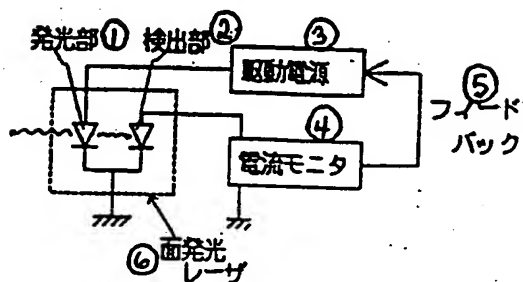 発光部① 検出部②
③
駆動電源
④
電流モニタ
⑤
フィード
バック
⑥面発光
レーザ